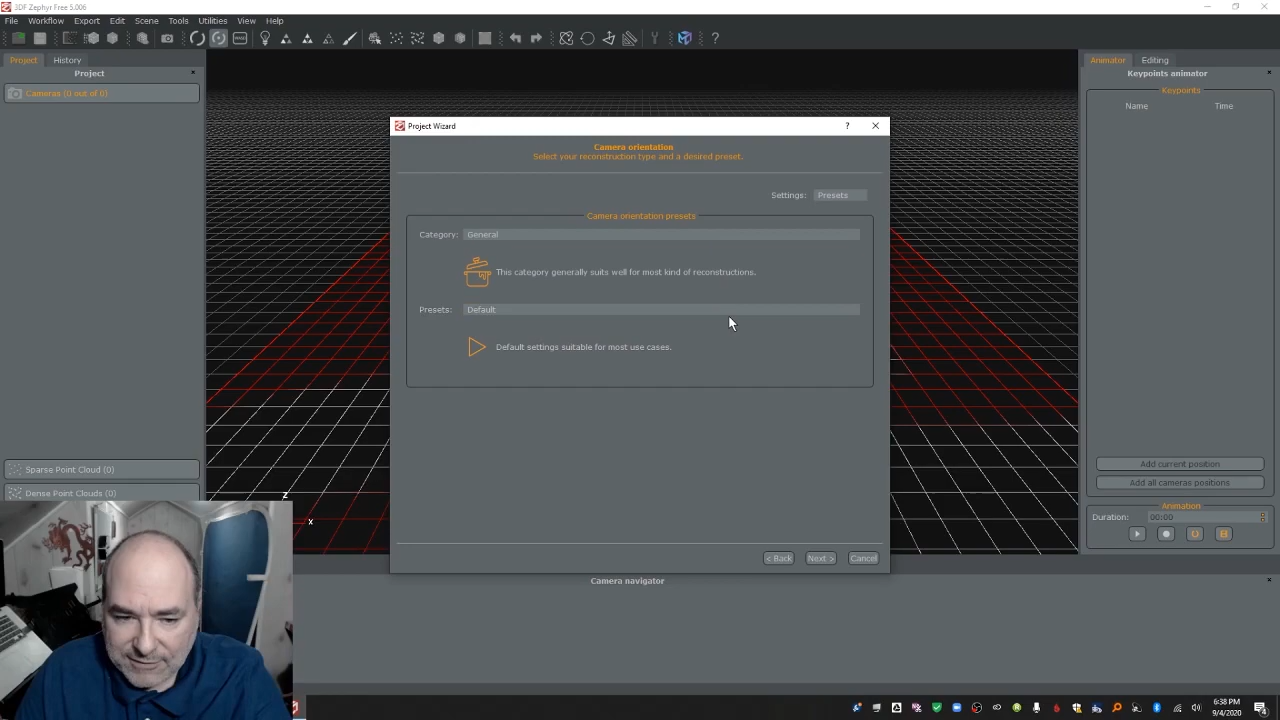 3DF Zephyr Free 5.006
File Workflow Export Edit Scene Tools Utilities View Help
Project History
Project
Cameras (0 out of 0)
Sparse Point Cloud (0)
Dense Point Clouds (0)
z
x
Project Wizard
?
Camera orientation
Select your reconstruction type and a desired preset.
Settings: Presets
Camera orientation presets
Category: General
This category generally suits well for most kind of reconstructions.
Presets: Default
Default settings suitable for most use cases.
< Back Next > Cancel
Camera navigator
Animator Editing
Keypoints animator
Keypoints
Name Time
Add current position
Add all cameras positions
Animation
Duration: 00:00
6:38 PM
9/4/2020